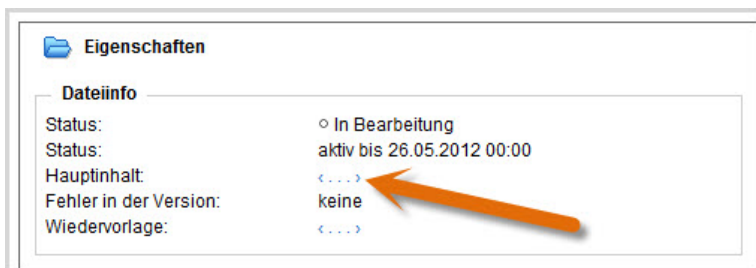 Eigenschaften
Dateiinfo
Status: ○ In Bearbeitung
Status: aktiv bis 26.05.2012 00:00
Hauptinhalt: ‹ . . . ›
Fehler in der Version: keine
Wiedervorlage: ‹ . . . ›